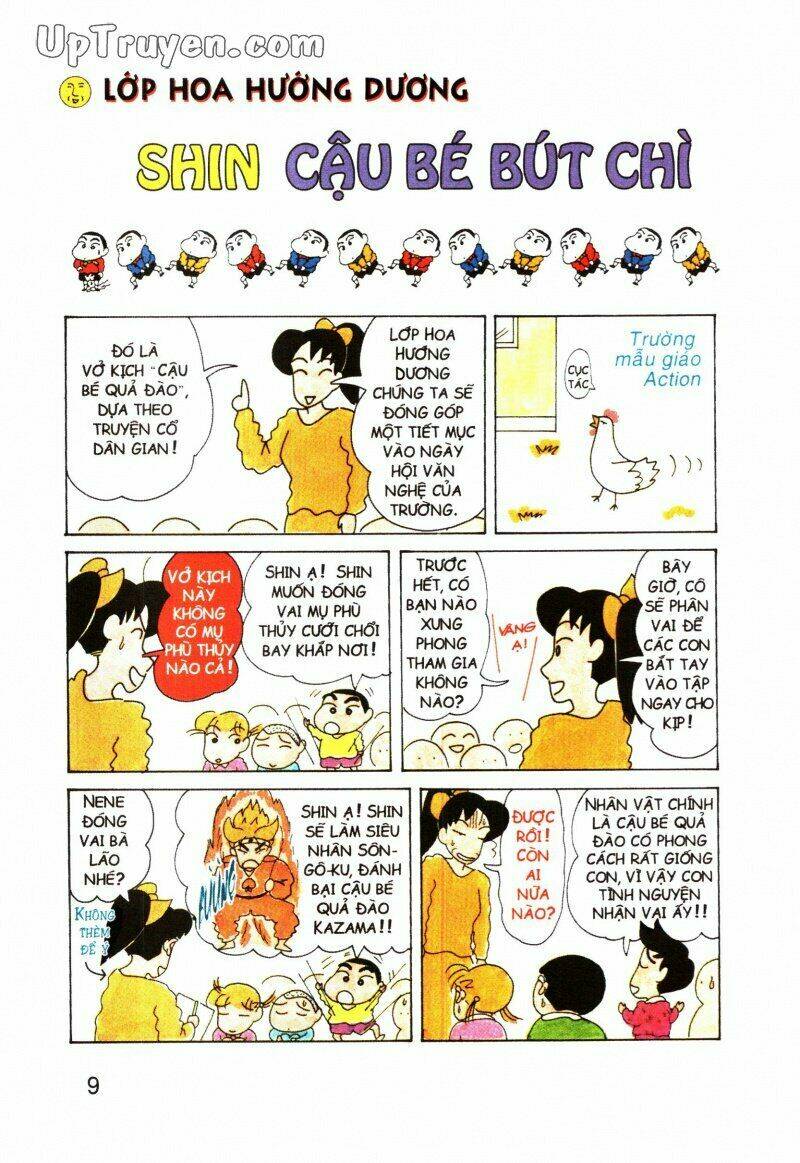 UpTruyen.com
LỚP HOA HƯỚNG DƯƠNG
SHIN CẬU BÉ BÚT CHÌ
Trường
mẫu giáo
Action
CỤC
TÁC
LỚP HOA
HƯỚNG
DƯƠNG
CHÚNG TA SẼ
ĐÓNG GÓP
MỘT TIẾT MỤC
VÀO NGÀY
HỘI VĂN
NGHỆ CỦA
TRƯỜNG.
ĐÓ LÀ
VỞ KỊCH "CẬU
BÉ QUẢ ĐÀO",
DỰA THEO
TRUYỆN CỔ
DÂN GIAN!
BÂY
GIỜ, CÔ
SẼ PHÂN
VAI ĐỂ
CÁC CON
BẮT TAY
VÀO TẬP
NGAY CHO
KỊP!
TRƯỚC
HẾT, CÓ
BẠN NÀO
XUNG
PHONG
THAM GIA
KHÔNG
NÀO?
VÂNG
Ạ!
SHIN Ạ! SHIN
MUỐN ĐÓNG
VAI MỤ PHÙ
THỦY CƯỠI CHỔI
BAY KHẮP NƠI!
VỞ KỊCH
NÀY
KHÔNG
CÓ MỤ
PHÙ THỦY
NÀO CẢ!
NHÂN VẬT CHÍNH
LÀ CẬU BÉ QUẢ
ĐÀO CÓ PHONG
CÁCH RẤT GIỐNG
CON, VÌ VẬY CON
TÌNH NGUYỆN
NHẬN VAI ẤY!!
ĐƯỢC
RỒI!
CÒN
AI
NỮA
NÀO?
SHIN Ạ! SHIN
SẼ LÀM SIÊU
NHÂN SÔN-
GÔ-KU, ĐÁNH
BẠI CẬU BÉ
QUẢ ĐÀO
KAZAMA!!
NENE
ĐÓNG
VAI BÀ
LÃO
NHÉ?
KHÔNG
THÈM
ĐỂ Ý
9